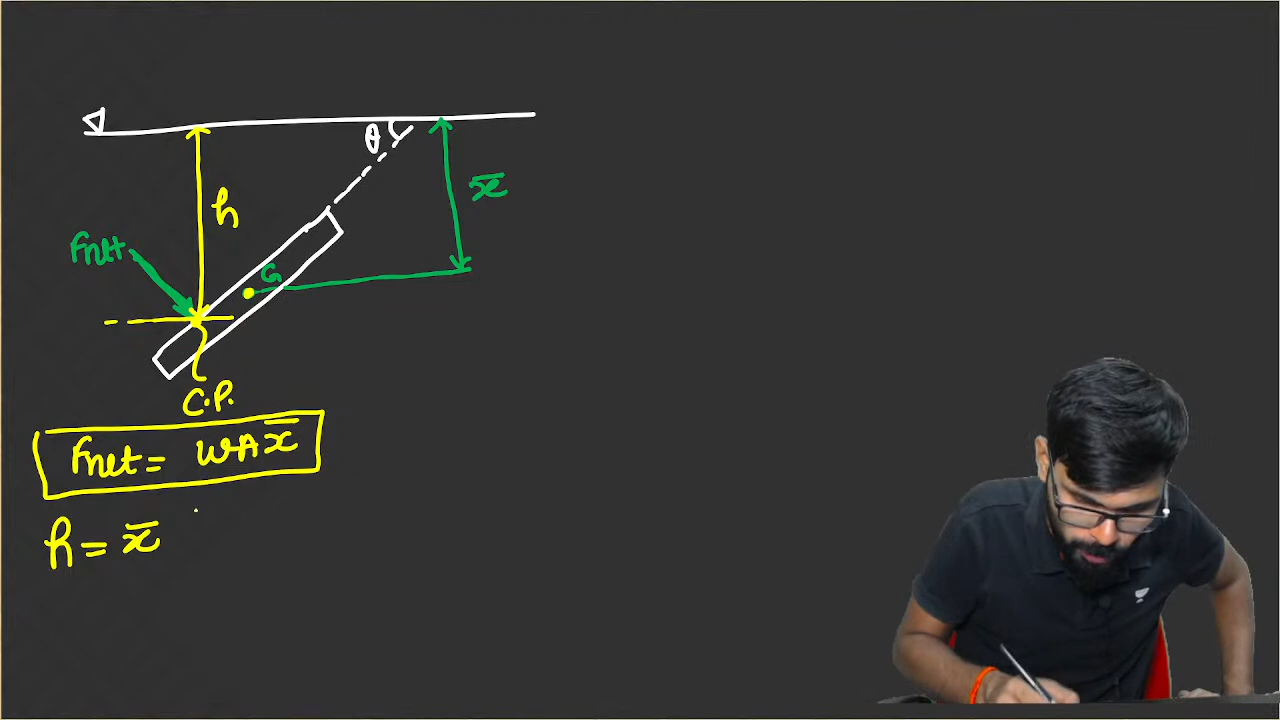 θ
x̄
h
Fnet
G
C.P.
Fnet = WAx̄
h = x̄